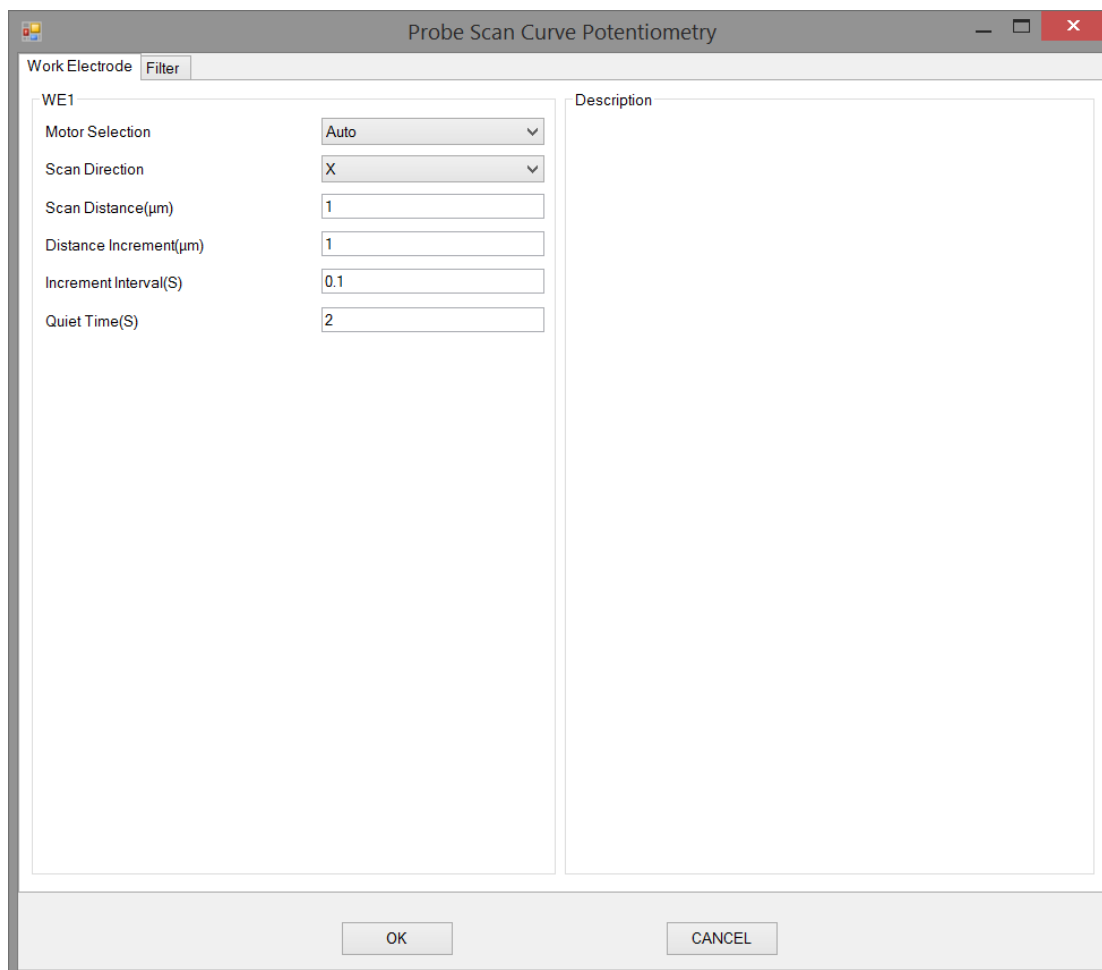 Probe Scan Curve Potentiometry
Work Electrode Filter
WE1
Motor Selection Auto
Scan Direction X
Scan Distance(µm) 1
Distance Increment(µm) 1
Increment Interval(S) 0.1
Quiet Time(S) 2
Description
OK CANCEL